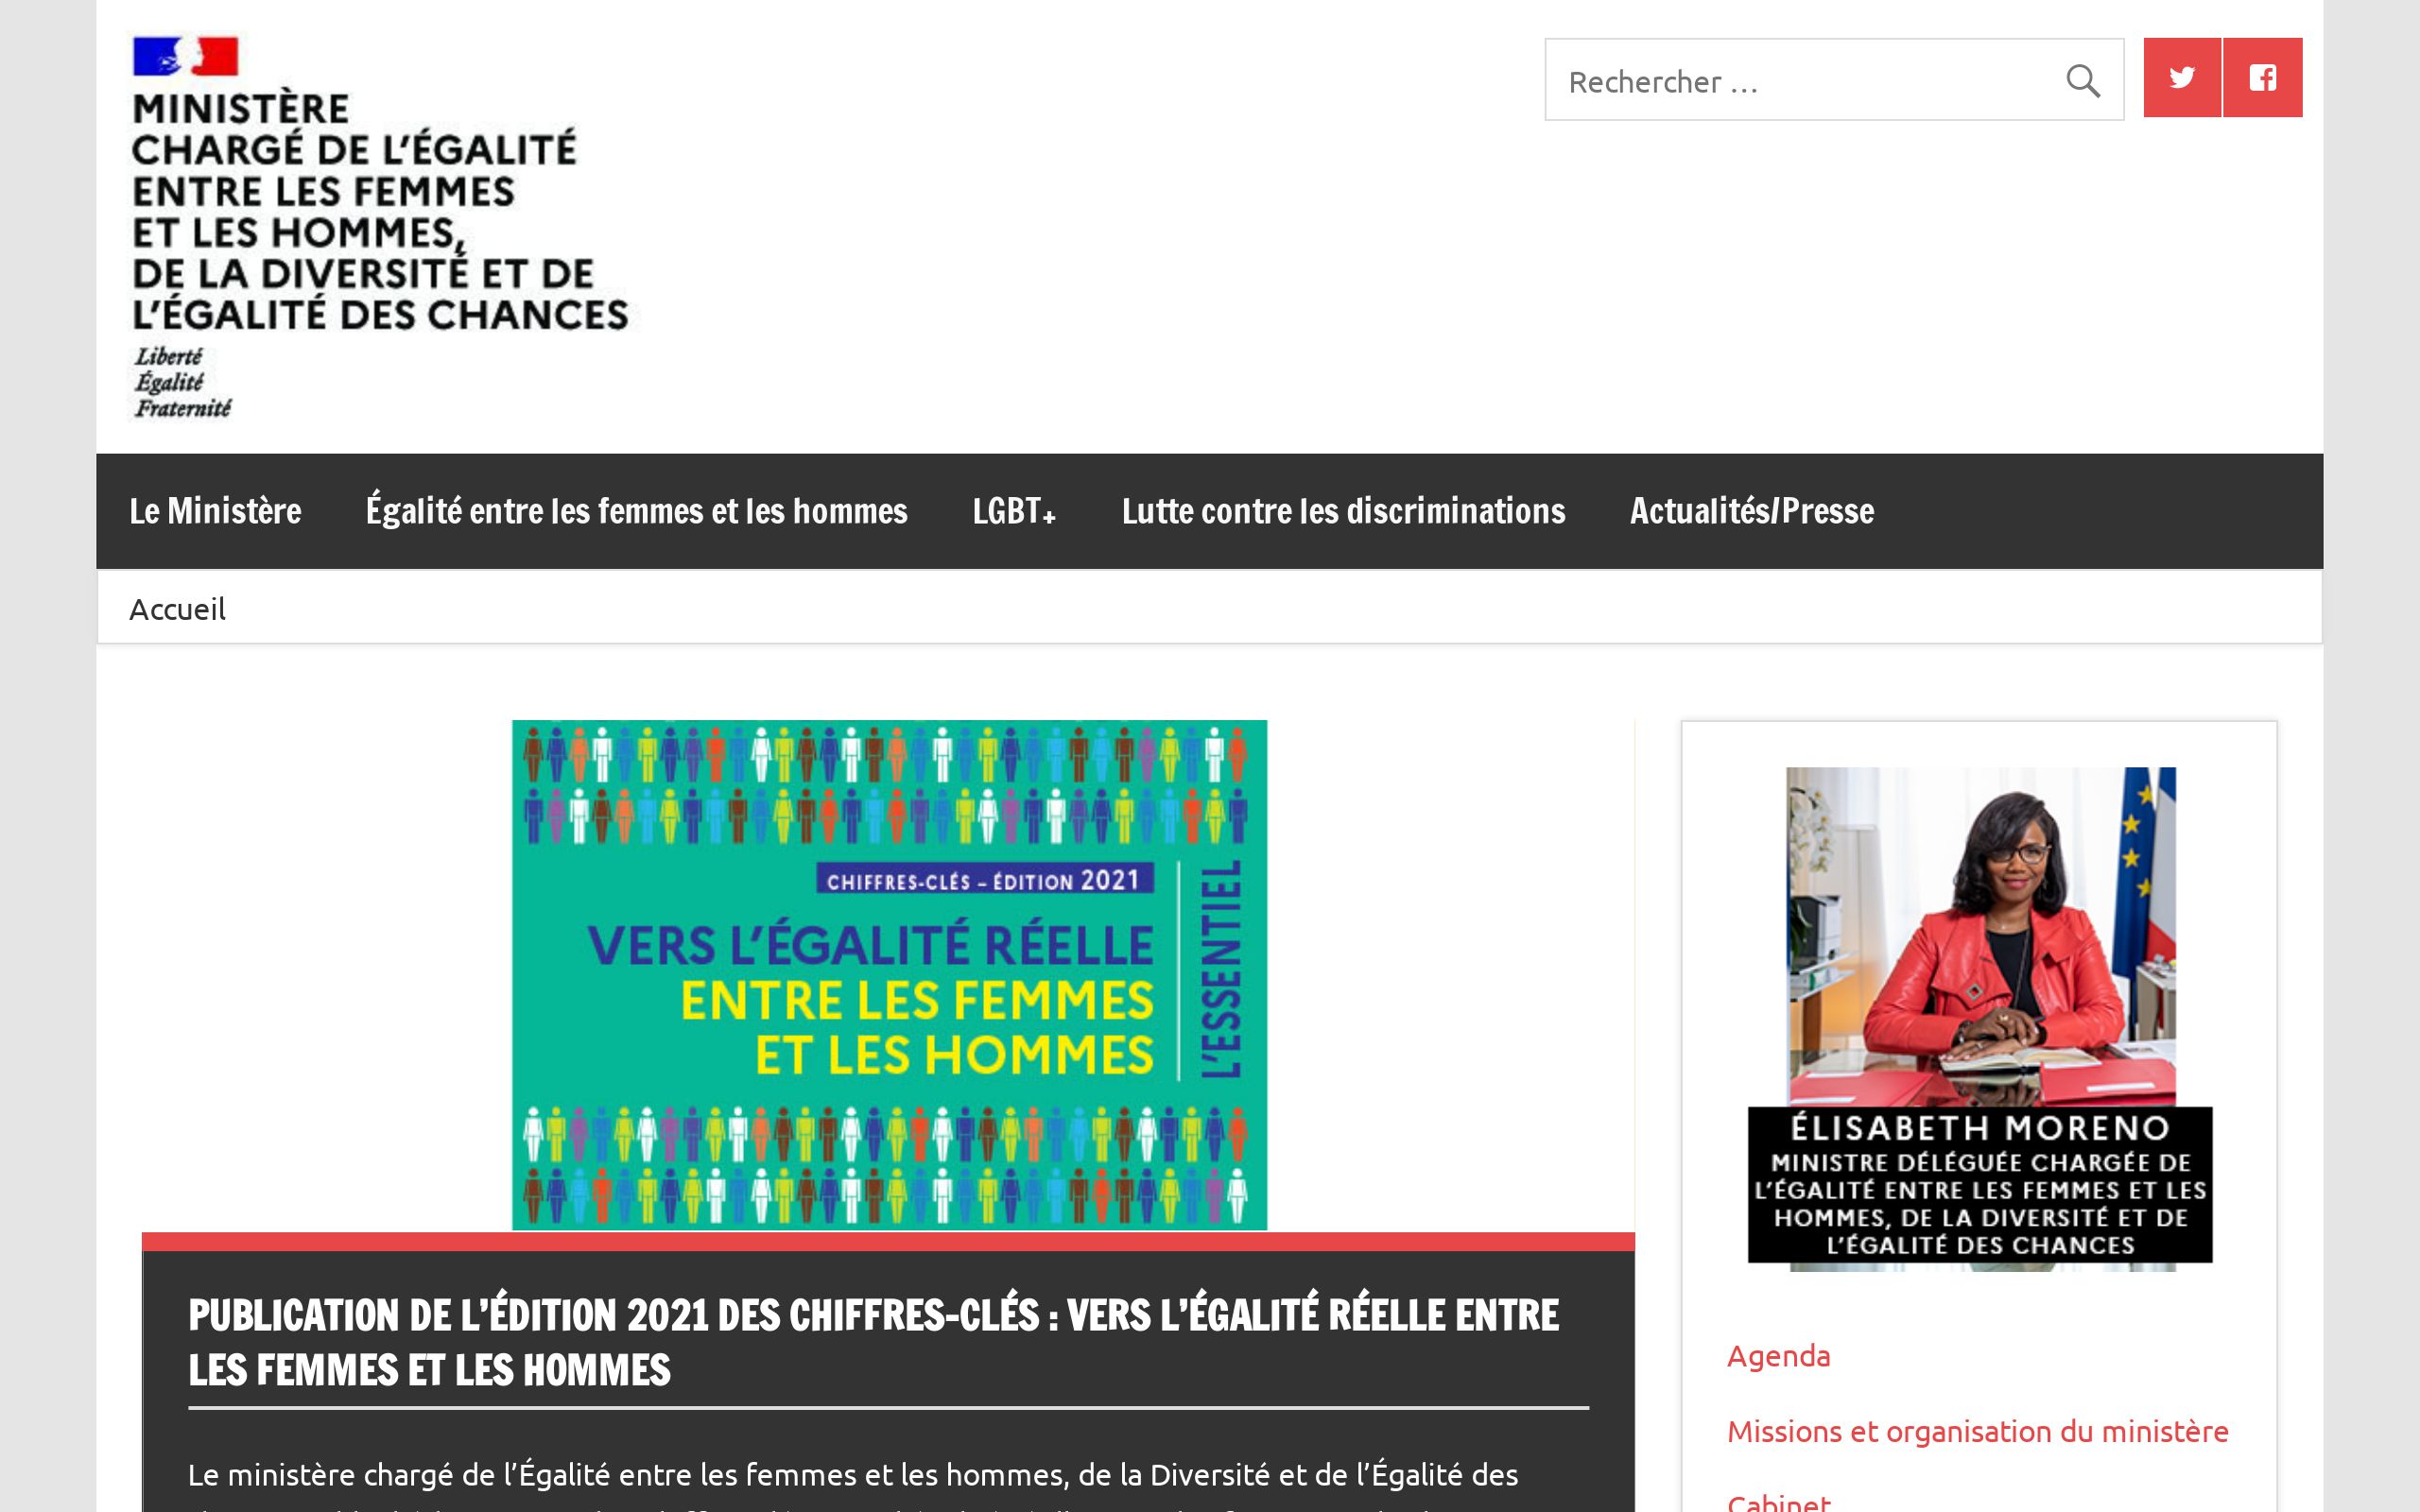 MINISTÈRE
CHARGÉ DE L'ÉGALITÉ
ENTRE LES FEMMES
ET LES HOMMES,
DE LA DIVERSITÉ ET DE
L'ÉGALITÉ DES CHANCES
Liberté
Égalité
Fraternité
Rechercher …
Le Ministère Égalité entre les femmes et les hommes LGBT+ Lutte contre les discriminations Actualités/Presse
Accueil
CHIFFRES-CLÉS – ÉDITION 2021
VERS L'ÉGALITÉ RÉELLE
ENTRE LES FEMMES
ET LES HOMMES
L'ESSENTIEL
PUBLICATION DE L'ÉDITION 2021 DES CHIFFRES-CLÉS : VERS L'ÉGALITÉ RÉELLE ENTRE
LES FEMMES ET LES HOMMES
Le ministère chargé de l'Égalité entre les femmes et les hommes, de la Diversité et de l'Égalité des
ÉLISABETH MORENO
MINISTRE DÉLÉGUÉE CHARGÉE DE
L'ÉGALITÉ ENTRE LES FEMMES ET LES
HOMMES, DE LA DIVERSITÉ ET DE
L'ÉGALITÉ DES CHANCES
Agenda
Missions et organisation du ministère
Cabinet